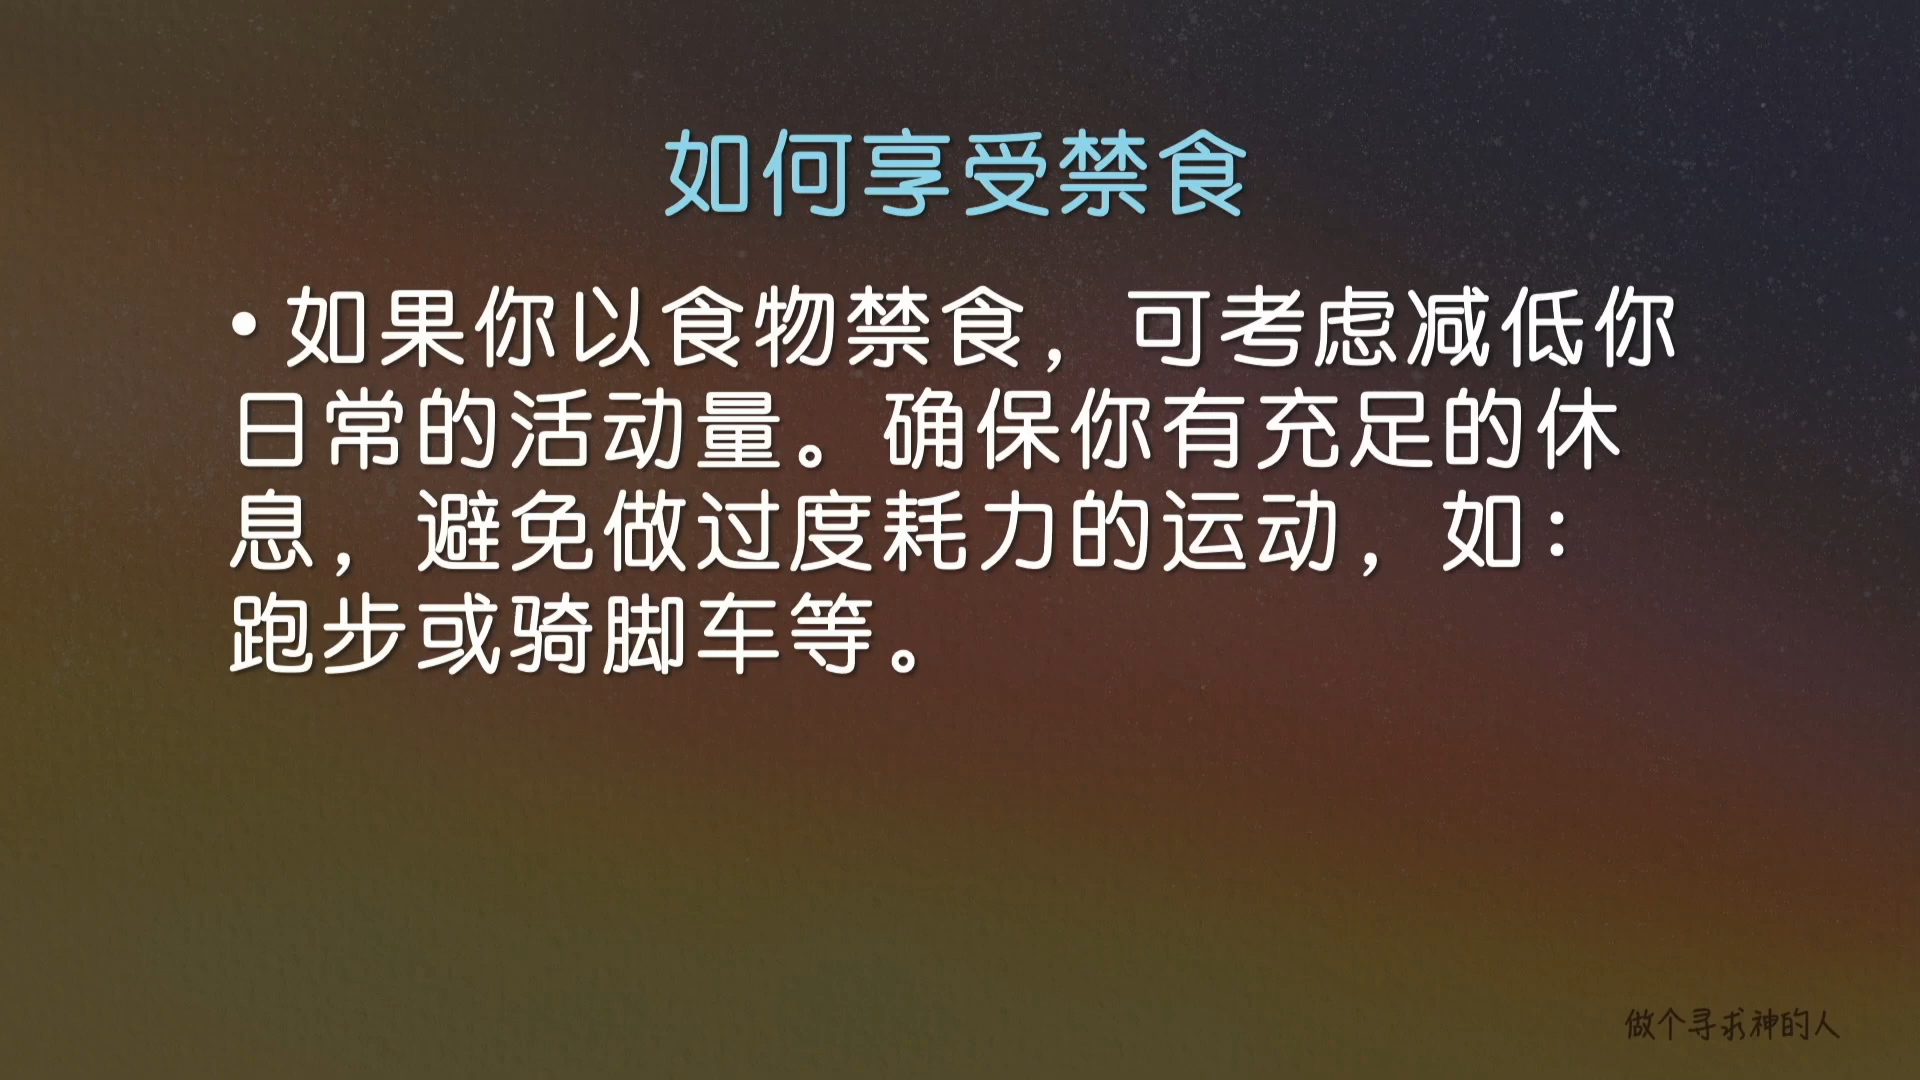 如何享受禁食
• 如果你以食物禁食，可考虑减低你
日常的活动量。确保你有充足的休
息，避免做过度耗力的运动，如：
跑步或骑脚车等。
做个寻求神的人